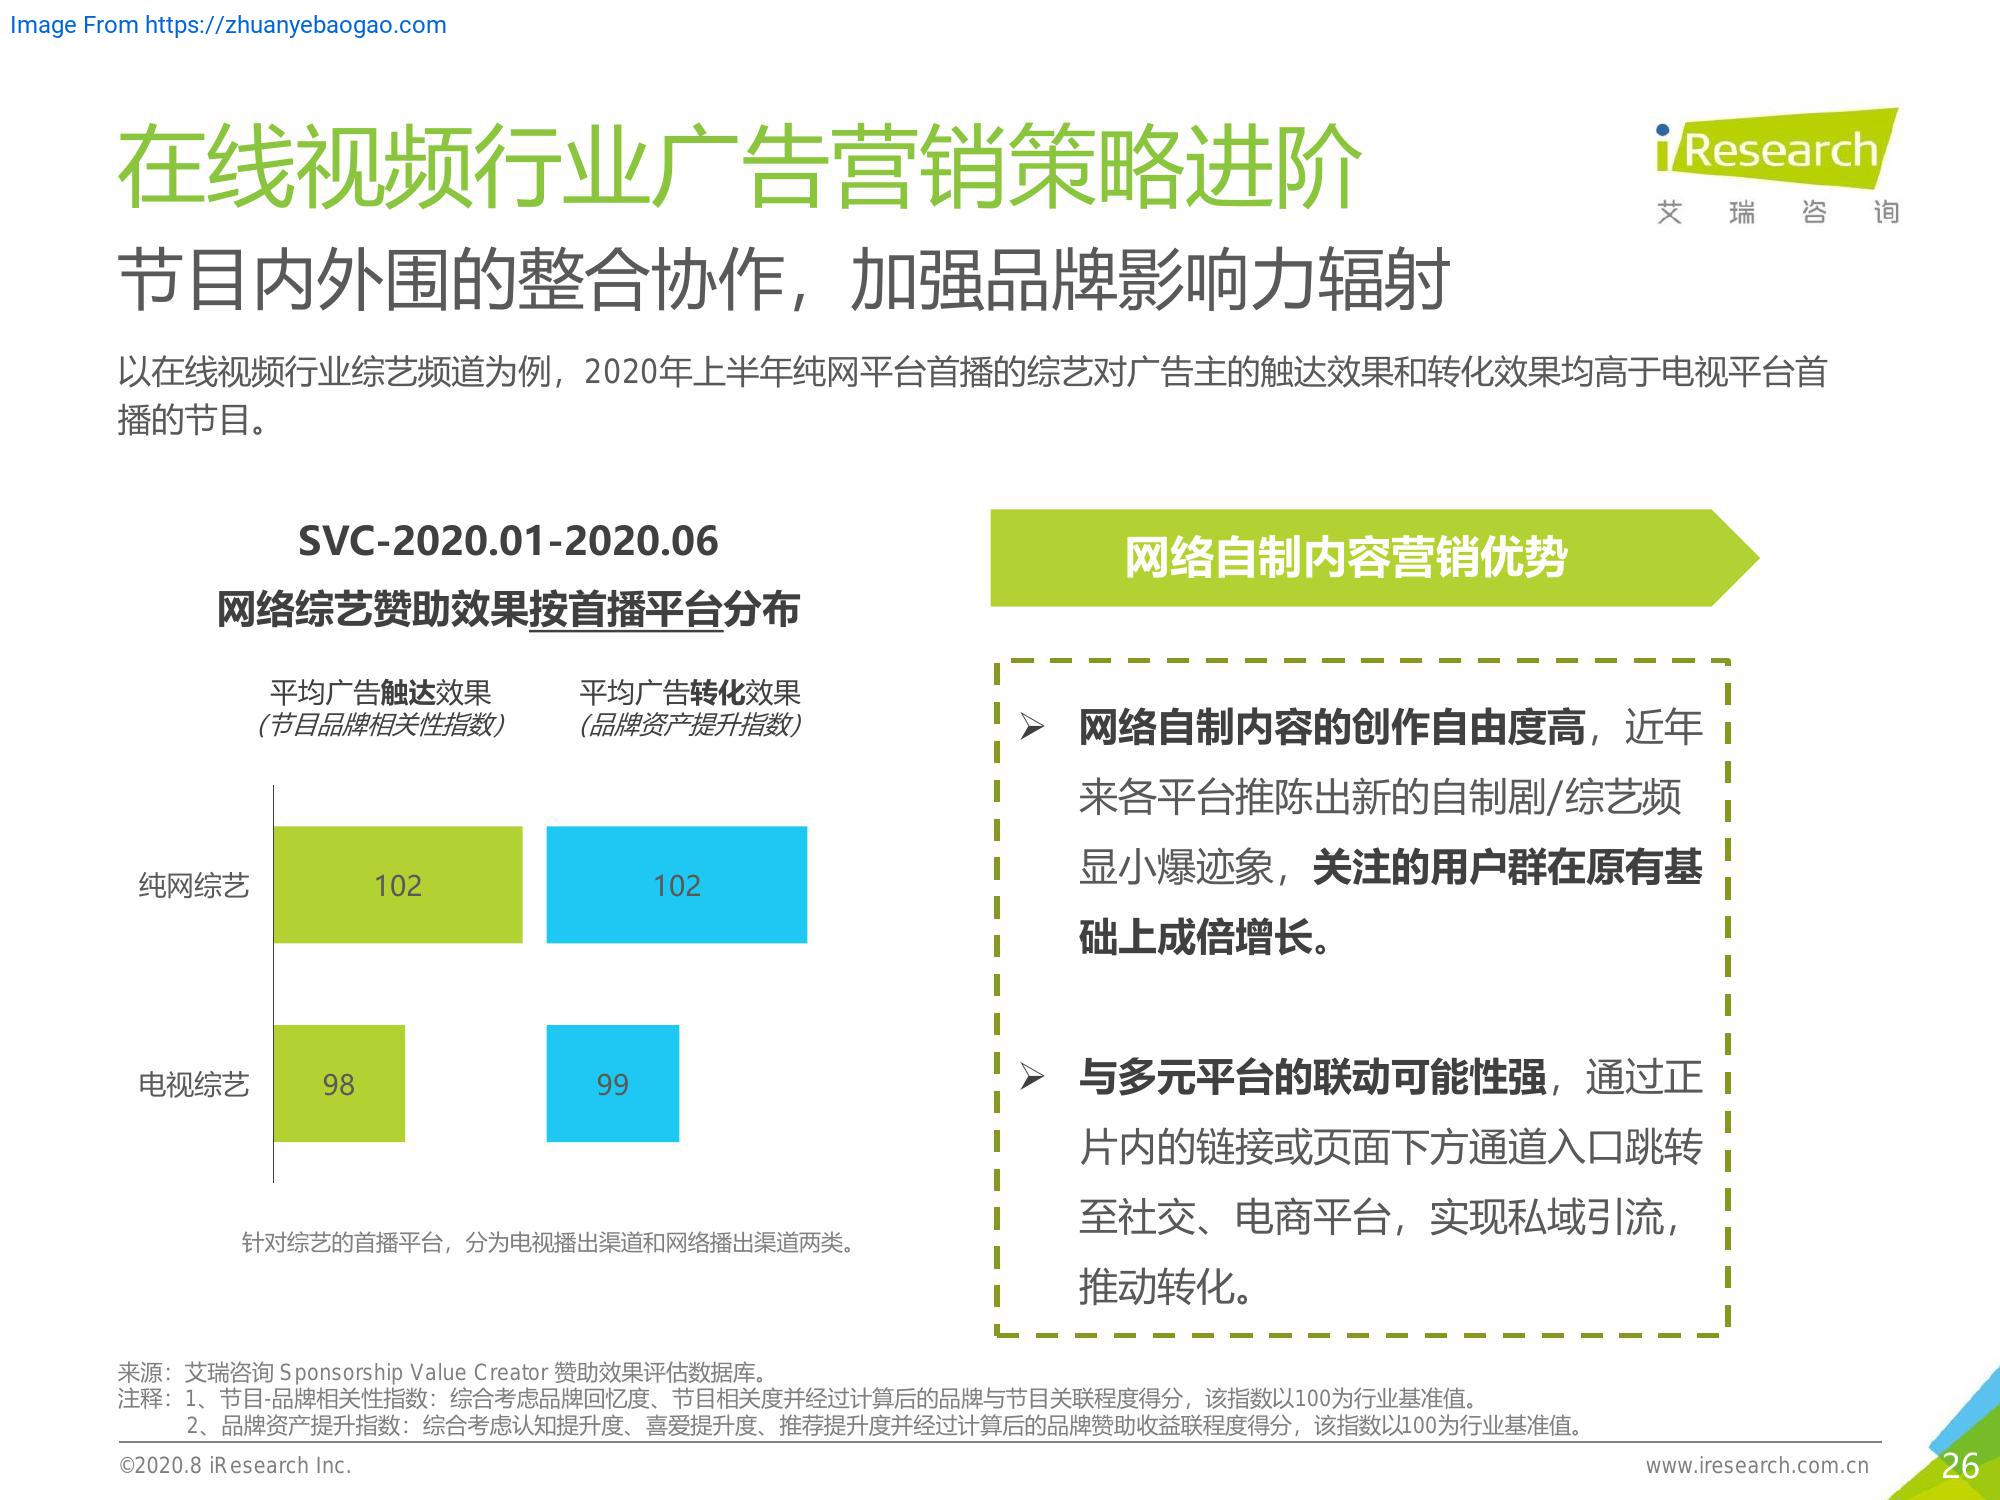 Image From https://zhuanyebaogao.com
在线视频行业广告营销策略进阶
iResearch
艾瑞咨询
节目内外围的整合协作，加强品牌影响力辐射
以在线视频行业综艺频道为例，2020年上半年纯网平台首播的综艺对广告主的触达效果和转化效果均高于电视平台首
播的节目。
SVC-2020.01-2020.06
网络综艺赞助效果按首播平台分布
平均广告触达效果
(节目品牌相关性指数)
平均广告转化效果
(品牌资产提升指数)
纯网综艺 102 102
电视综艺 98 99
针对综艺的首播平台，分为电视播出渠道和网络播出渠道两类。
网络自制内容营销优势
➢ 网络自制内容的创作自由度高，近年
来各平台推陈出新的自制剧/综艺频
显小爆迹象，关注的用户群在原有基
础上成倍增长。
➢ 与多元平台的联动可能性强，通过正
片内的链接或页面下方通道入口跳转
至社交、电商平台，实现私域引流，
推动转化。
来源：艾瑞咨询 Sponsorship Value Creator 赞助效果评估数据库。
注释：1、节目-品牌相关性指数：综合考虑品牌回忆度、节目相关度并经过计算后的品牌与节目关联程度得分，该指数以100为行业基准值。
2、品牌资产提升指数：综合考虑认知提升度、喜爱提升度、推荐提升度并经过计算后的品牌赞助收益联程度得分，该指数以100为行业基准值。
©2020.8 iResearch Inc.
www.iresearch.com.cn
26